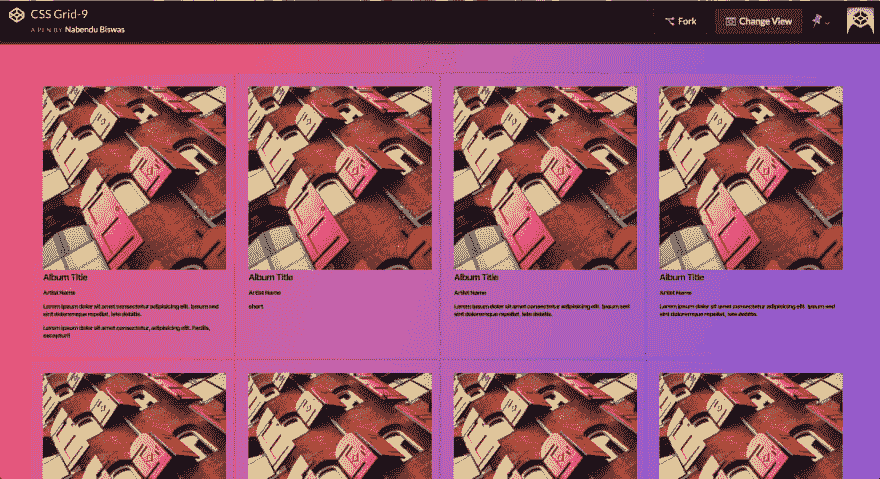 CSS Grid-9
A PEN BY Nabendu Biswas
Fork
Change View
Album Title
Artist Name
Lorem ipsum dolor sit amet consectetur adipisicing elit. Ipsum sed
sint doloremque repellat, iste debitis.
Lorem ipsum dolor sit amet consectetur, adipisicing elit. Facilis,
excepturi!
Album Title
Artist Name
short
Album Title
Artist Name
Lorem ipsum dolor sit amet consectetur adipisicing elit. Ipsum sed
sint doloremque repellat, iste debitis.
Album Title
Artist Name
Lorem ipsum dolor sit amet consectetur adipisicing elit. Ipsum sed
sint doloremque repellat, iste debitis.